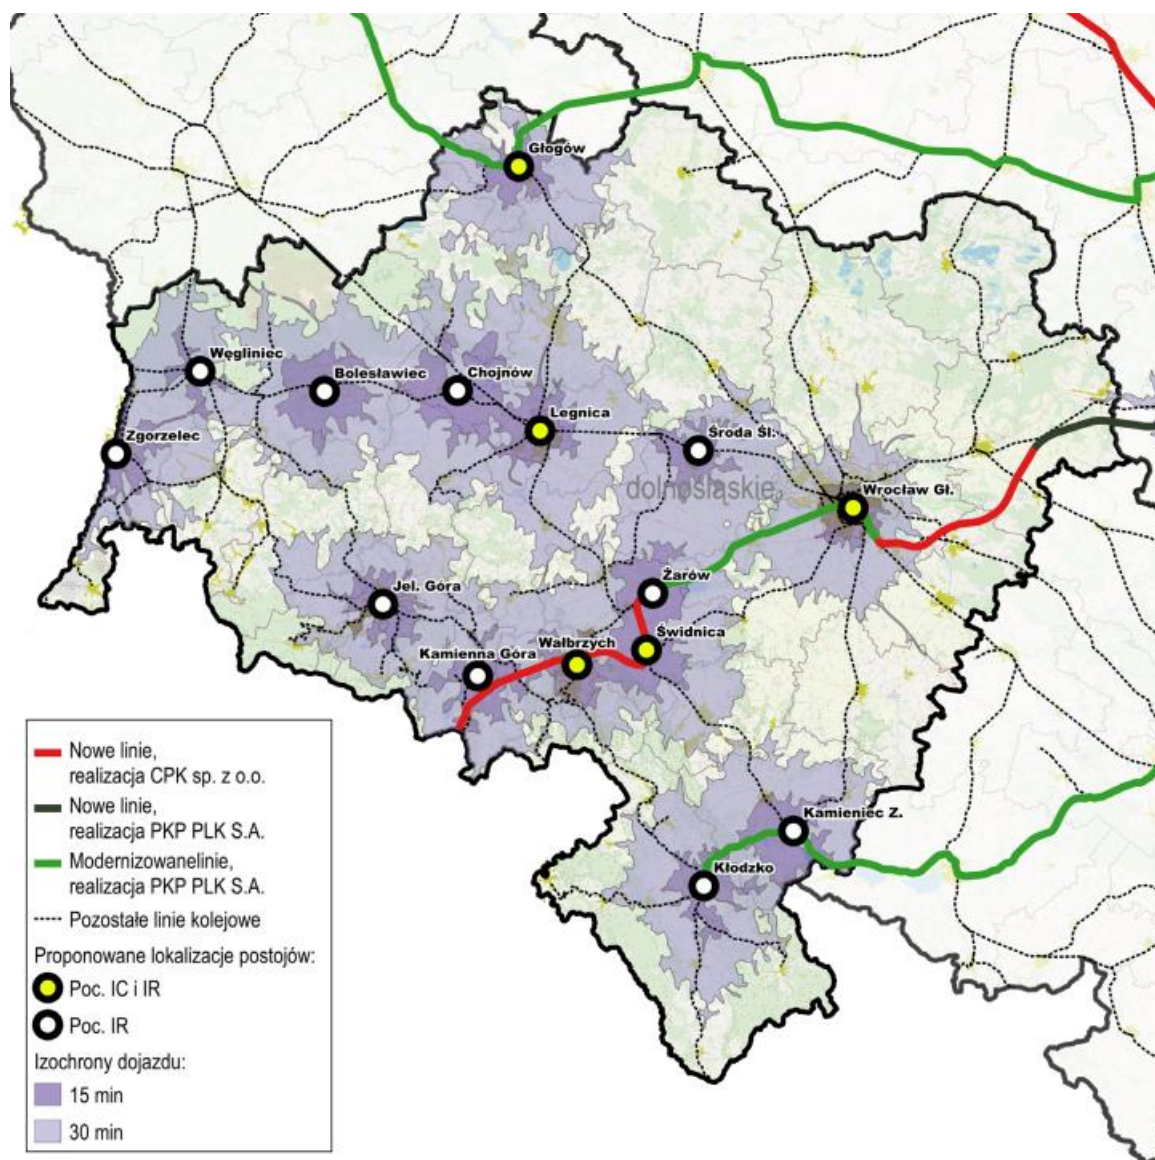 Głogów
Węgliniec
Bolesławiec
Chojnów
Legnica
Zgorzelec
Środa Śl.
dolnośląskie
Wrocław Gł.
Żarów
Jel. Góra
Świdnica
Wałbrzych
Kamienna Góra
Kamieniec Z.
Kłodzko
Nowe linie,
realizacja CPK sp. z o.o.
Nowe linie,
realizacja PKP PLK S.A.
Modernizowanelinie,
realizacja PKP PLK S.A.
Pozostałe linie kolejowe
Proponowane lokalizacje postojów:
Poc. IC i IR
Poc. IR
Izochrony dojazdu:
15 min
30 min